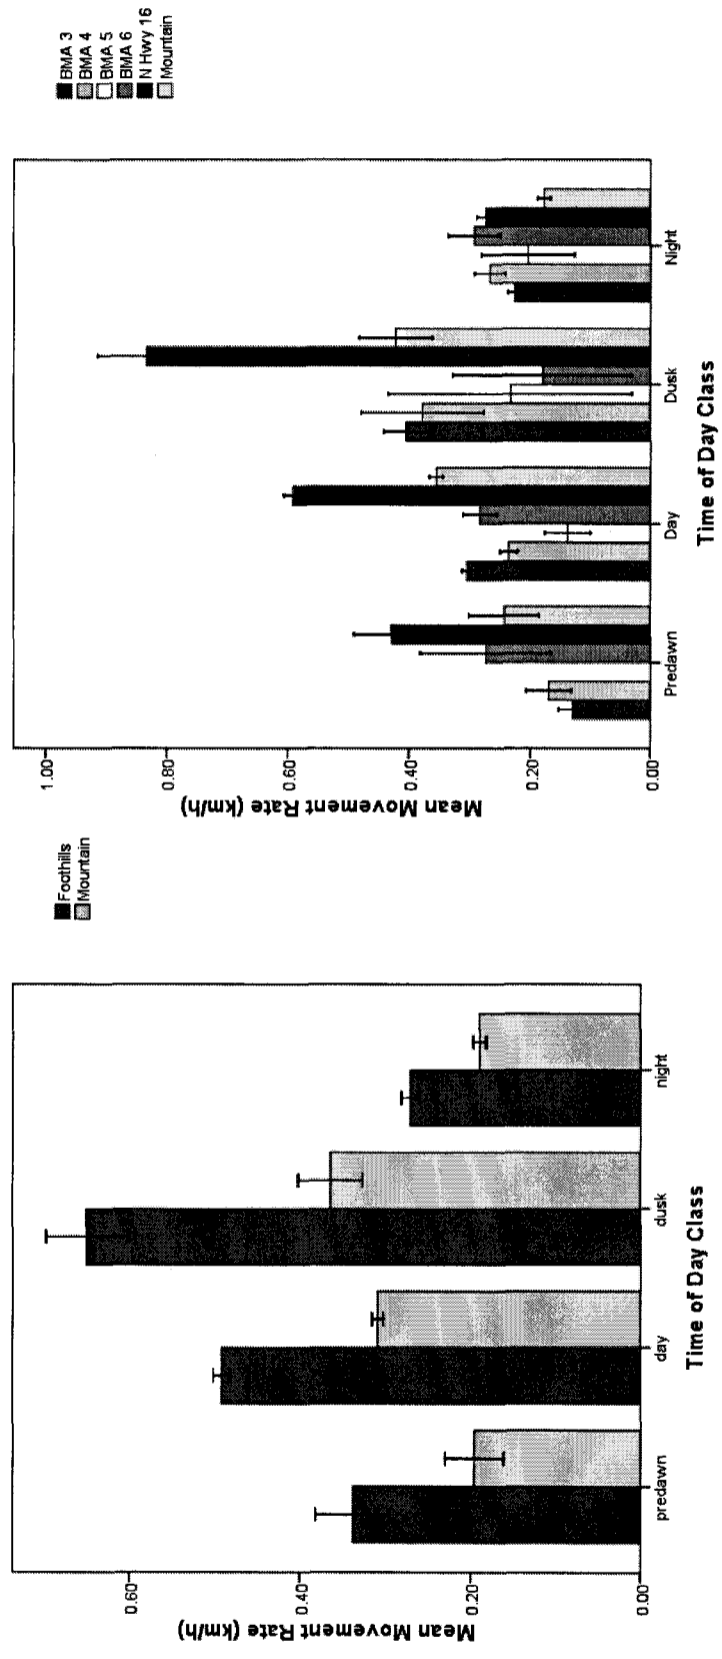 Foothills
Mountain
Mean Movement Rate (km/h)
0.60
0.40
0.20
0.00
predawn
day
dusk
night
Time of Day Class
BMA 3
BMA 4
BMA 5
BMA 6
N Hwy 16
Mountain
Mean Movement Rate (km/h)
1.00
0.80
0.60
0.40
0.20
0.00
Predawn
Day
Dusk
Night
Time of Day Class